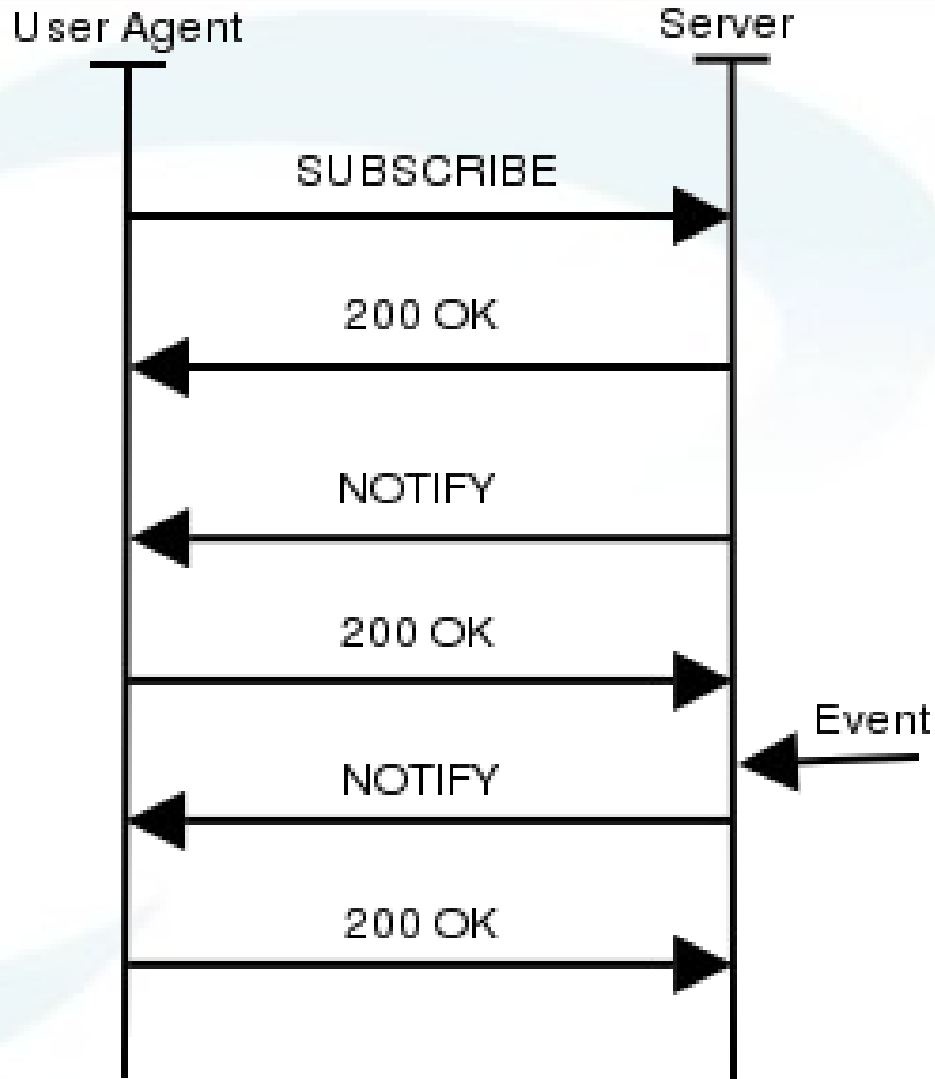 User Agent
Server
SUBSCRIBE
200 OK
NOTIFY
200 OK
Event
NOTIFY
200 OK